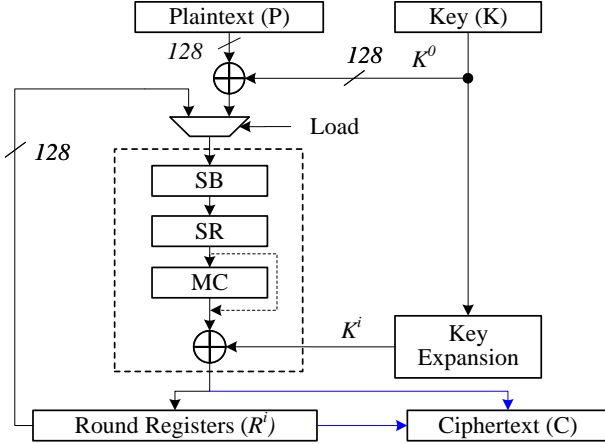 Plaintext (P)
Key (K)
128
128
K⁰
Load
128
SB
SR
MC
Kⁱ
Key
Expansion
Round Registers (Rⁱ)
Ciphertext (C)